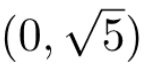 (0, √5)